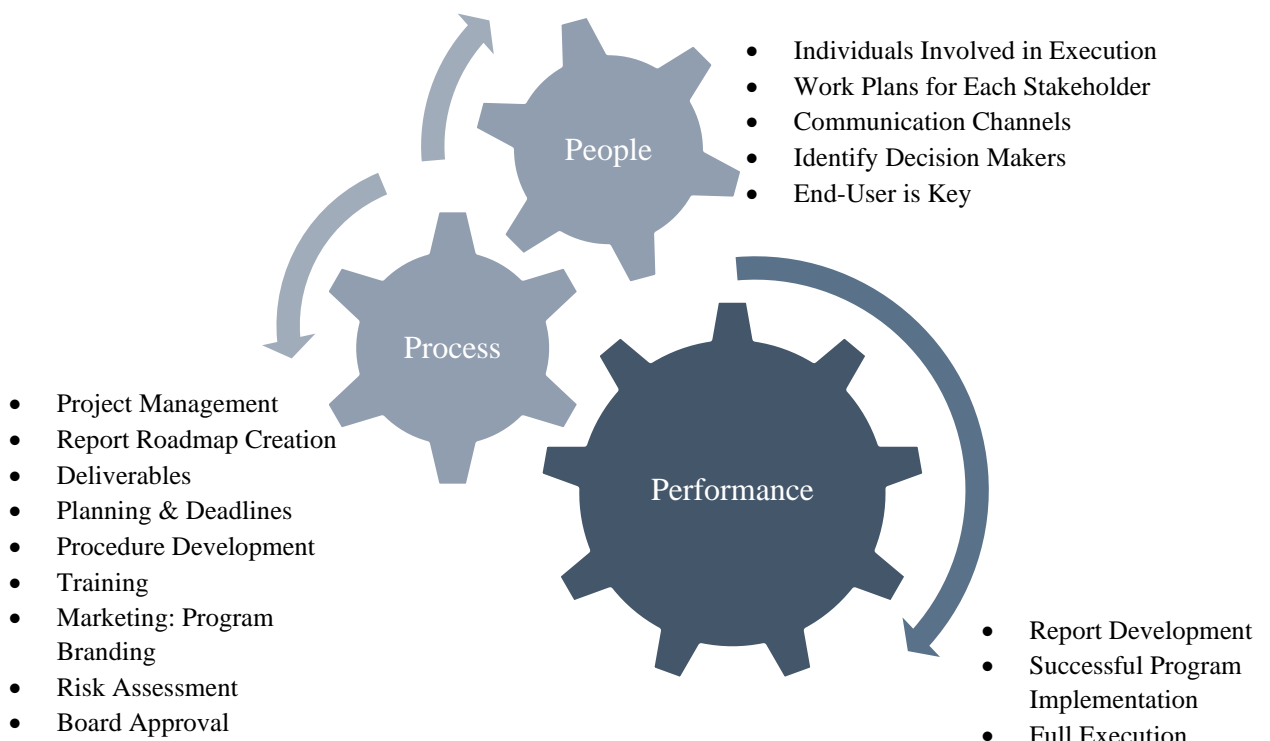 People
• Individuals Involved in Execution
• Work Plans for Each Stakeholder
• Communication Channels
• Identify Decision Makers
• End-User is Key
Process
• Project Management
• Report Roadmap Creation
• Deliverables
• Planning & Deadlines
• Procedure Development
• Training
• Marketing: Program
Branding
• Risk Assessment
• Board Approval
Performance
• Report Development
• Successful Program
Implementation
• Full Execution